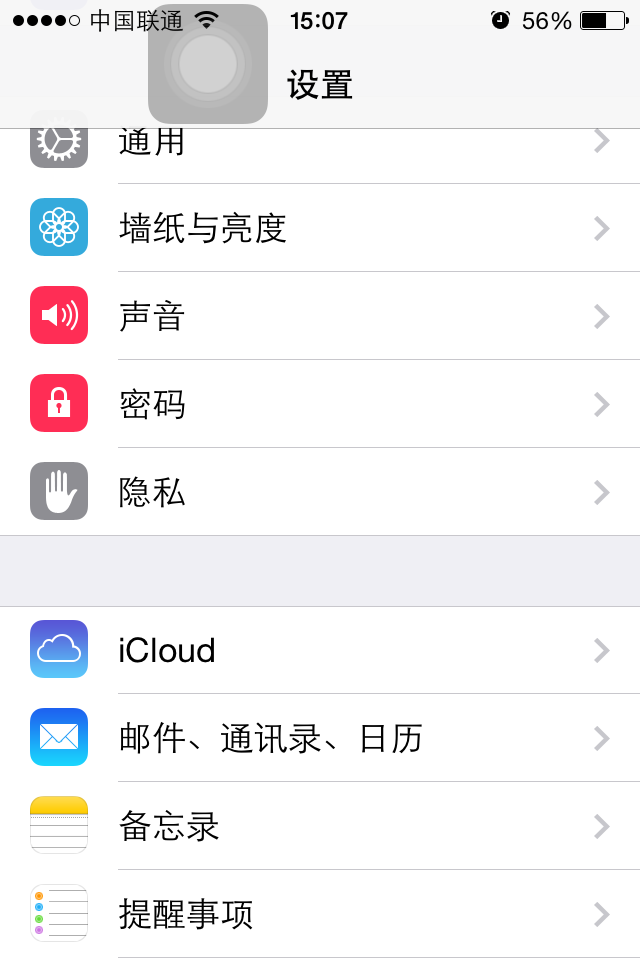 中国联通 15:07 56%
设置
通用
墙纸与亮度
声音
密码
隐私
iCloud
邮件、通讯录、日历
备忘录
提醒事项